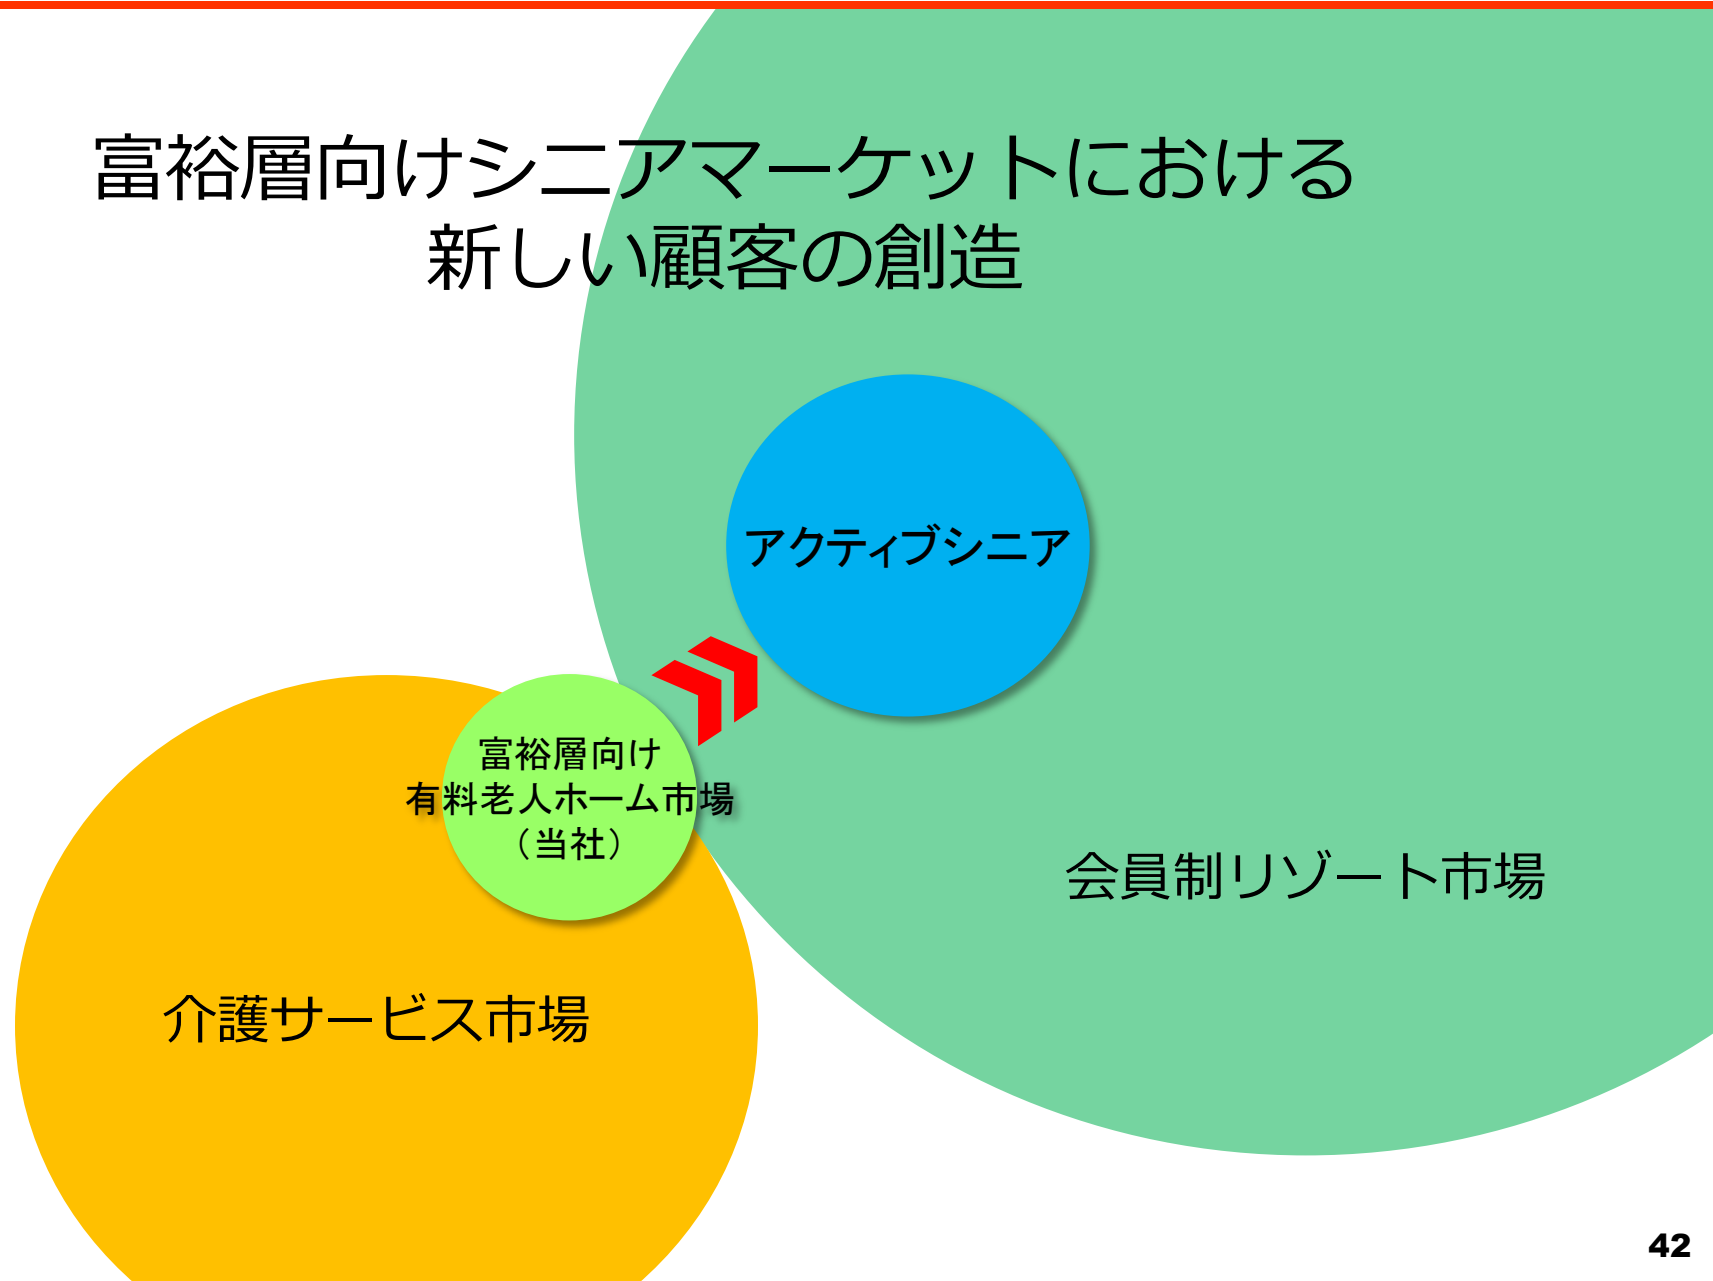 富裕層向けシニアマーケットにおける
新しい顧客の創造
アクティブシニア
富裕層向け
有料老人ホーム市場
（当社）
会員制リゾート市場
介護サービス市場
42